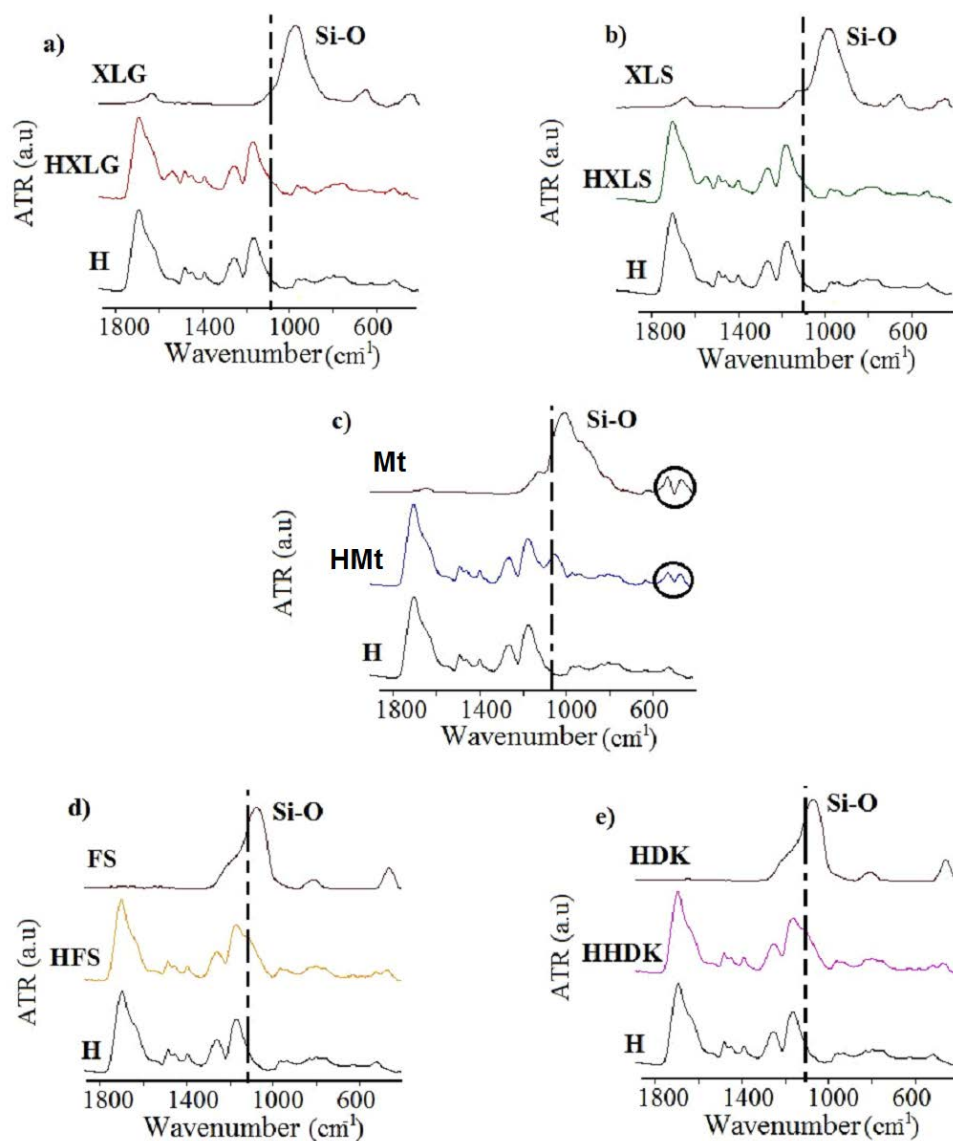 a)
Si-O
XLG
HXLG
H
ATR (a.u)
1800 1400 1000 600
Wavenumber (cm⁻¹)
b)
Si-O
XLS
HXLS
H
ATR (a.u)
1800 1400 1000 600
Wavenumber (cm⁻¹)
c)
Si-O
Mt
HMt
H
ATR (a.u)
1800 1400 1000 600
Wavenumber (cm⁻¹)
d)
Si-O
FS
HFS
H
ATR (a.u)
1800 1400 1000 600
Wavenumber (cm⁻¹)
e)
Si-O
HDK
HHDK
H
ATR (a.u)
1800 1400 1000 600
Wavenumber (cm⁻¹)